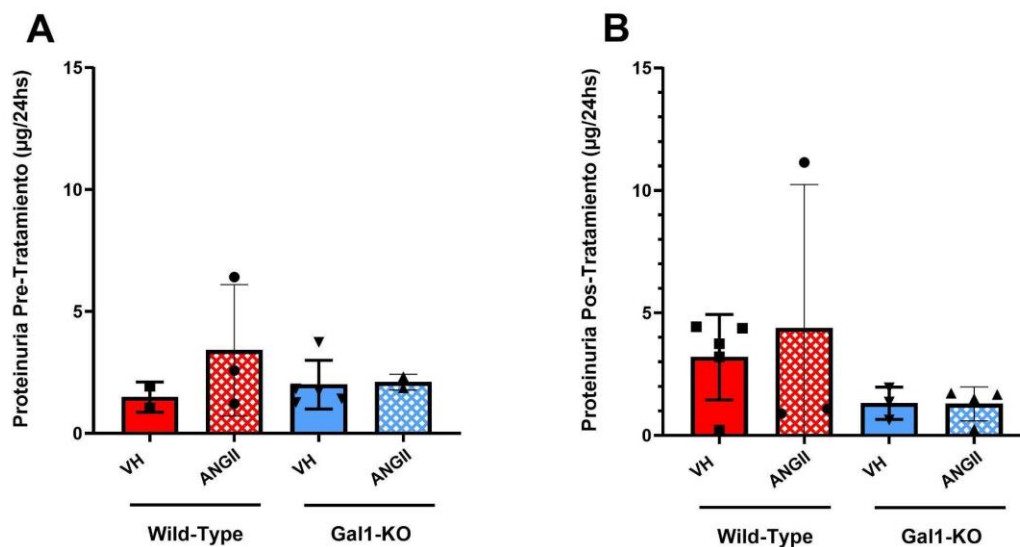 A
Proteinuria Pre-Tratamiento (µg/24hs)
15
10
5
0
VH
ANGII
VH
ANGII
Wild-Type
Gal1-KO
B
Proteinuria Pos-Tratamiento (µg/24hs)
15
10
5
0
VH
ANGII
VH
ANGII
Wild-Type
Gal1-KO